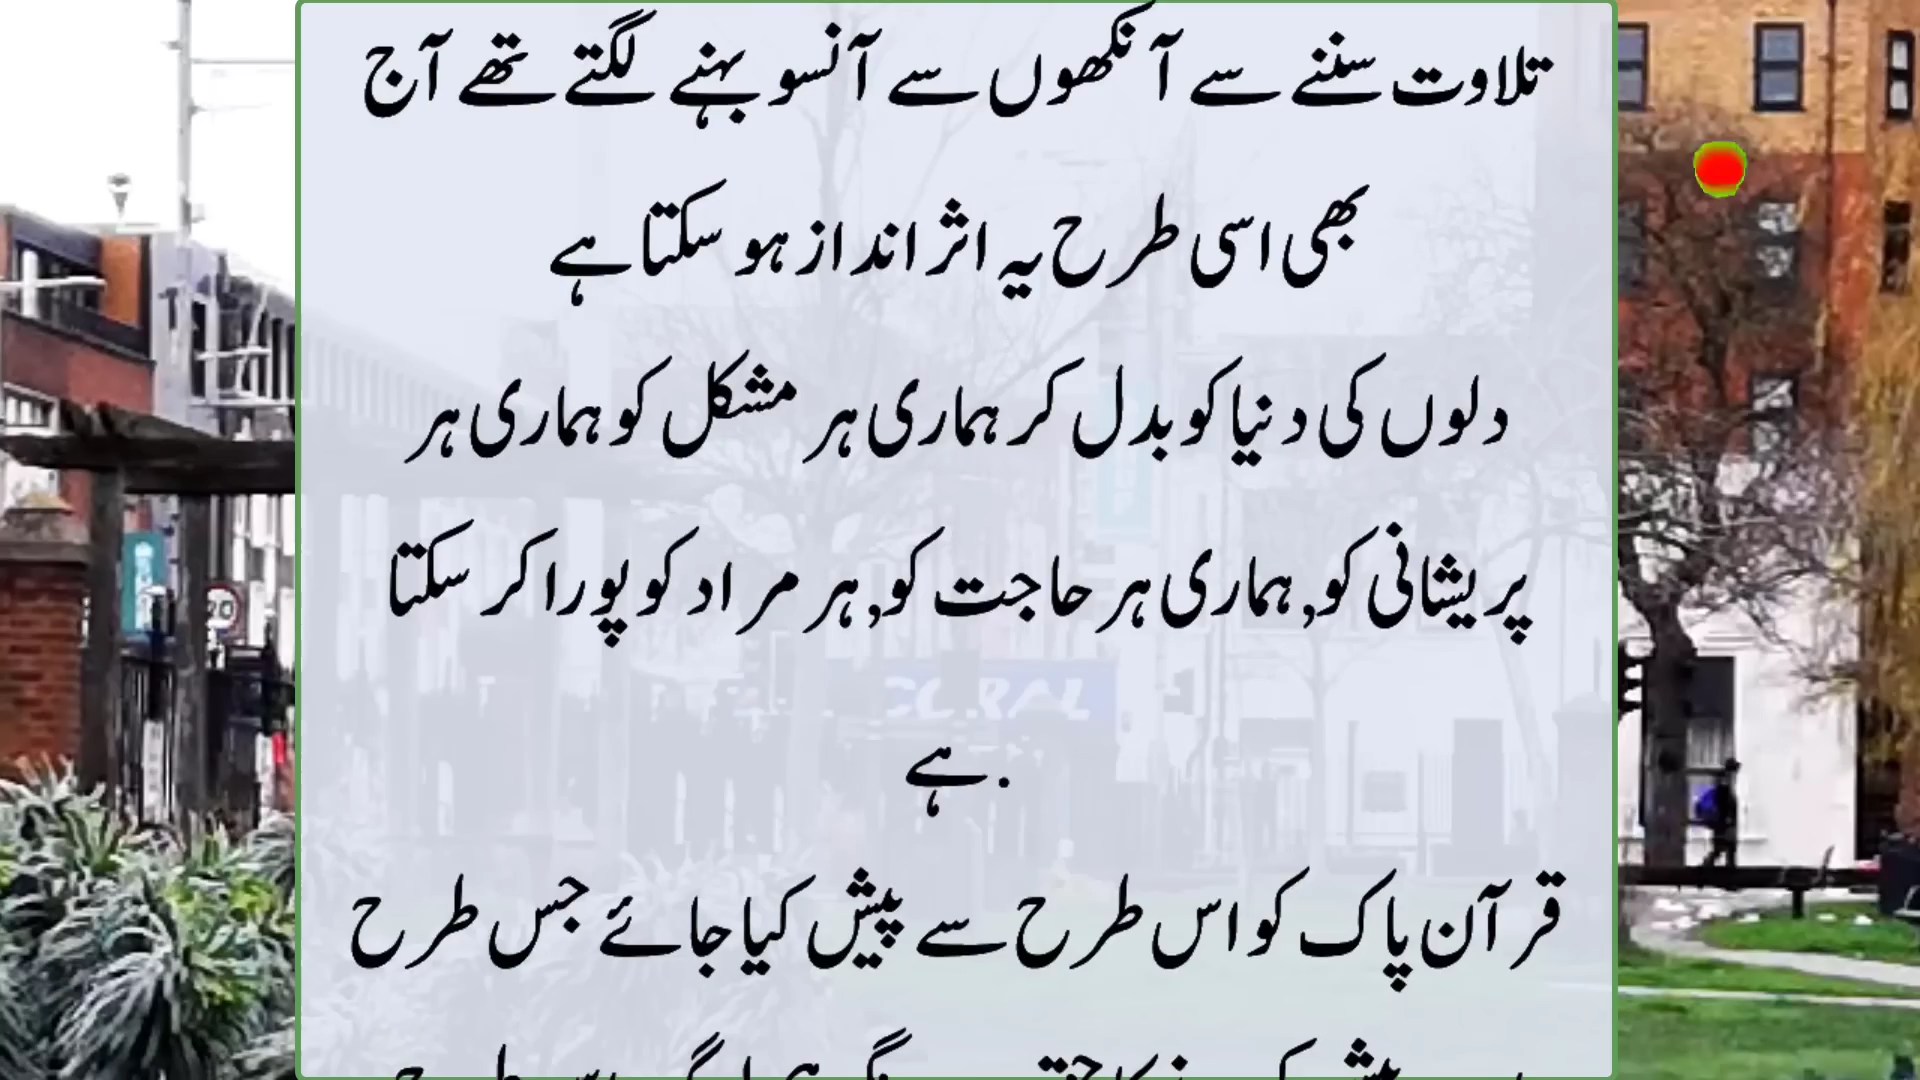 تلاوت سننے سے آنکھوں سے آنسو بہنے لگتے تھے آج
بھی اسی طرح یہ اثر انداز ہو سکتا ہے
دلوں کی دنیا کو بدل کر ہماری ہر مشکل کو ہماری ہر
پریشانی کو, ہماری ہر حاجت کو, ہر مراد کو پورا کر سکتا
.ہے
قرآن پاک کو اس طرح سے پیش کیا جائے جس طرح
20